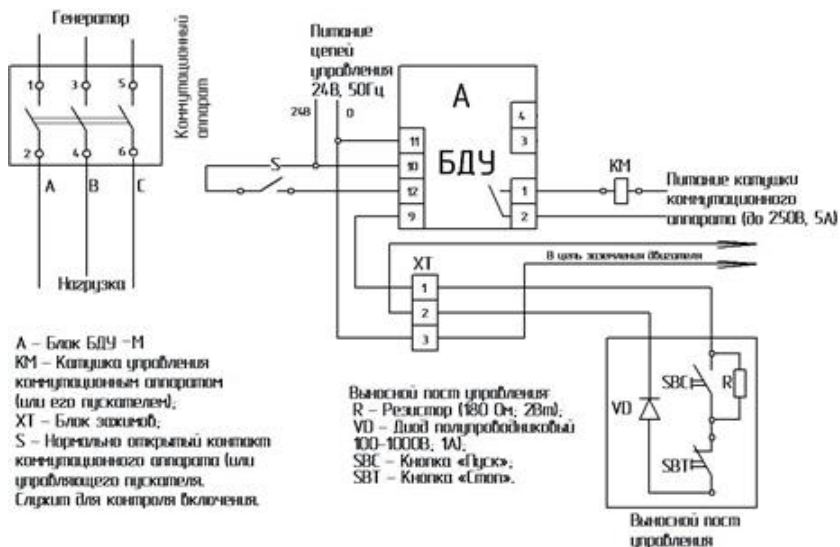 Генератор
1
3
5
Коммутационный
аппарат
2
4
6
A
B
C
Нагрузка
Питание
цепей
управления
24В, 50Гц
24В
0
S
A
БДУ
11
10
12
9
4
3
1
2
КМ
Питание катушки
коммутационного
аппарата (до 250В, 5А)
В цепь заземления двигателя
XT
1
2
3
VD
SBC
R
SBT
Выносной пост
управления
А – Блок БДУ –М
КМ – Катушка управления
коммутационным аппаратом
(или его пускателем);
ХТ – Блок зажимов;
S – Нормально открытый контакт
коммутационного аппарата (или
управляющего пускателя.
Служит для контроля включения.
Выносной пост управления:
R – Резистор (180 Ом; 2Вт);
VD – Диод полупроводниковый
100-1000В; 1А);
SBC – Кнопка «Пуск»;
SBT – Кнопка «Стоп».